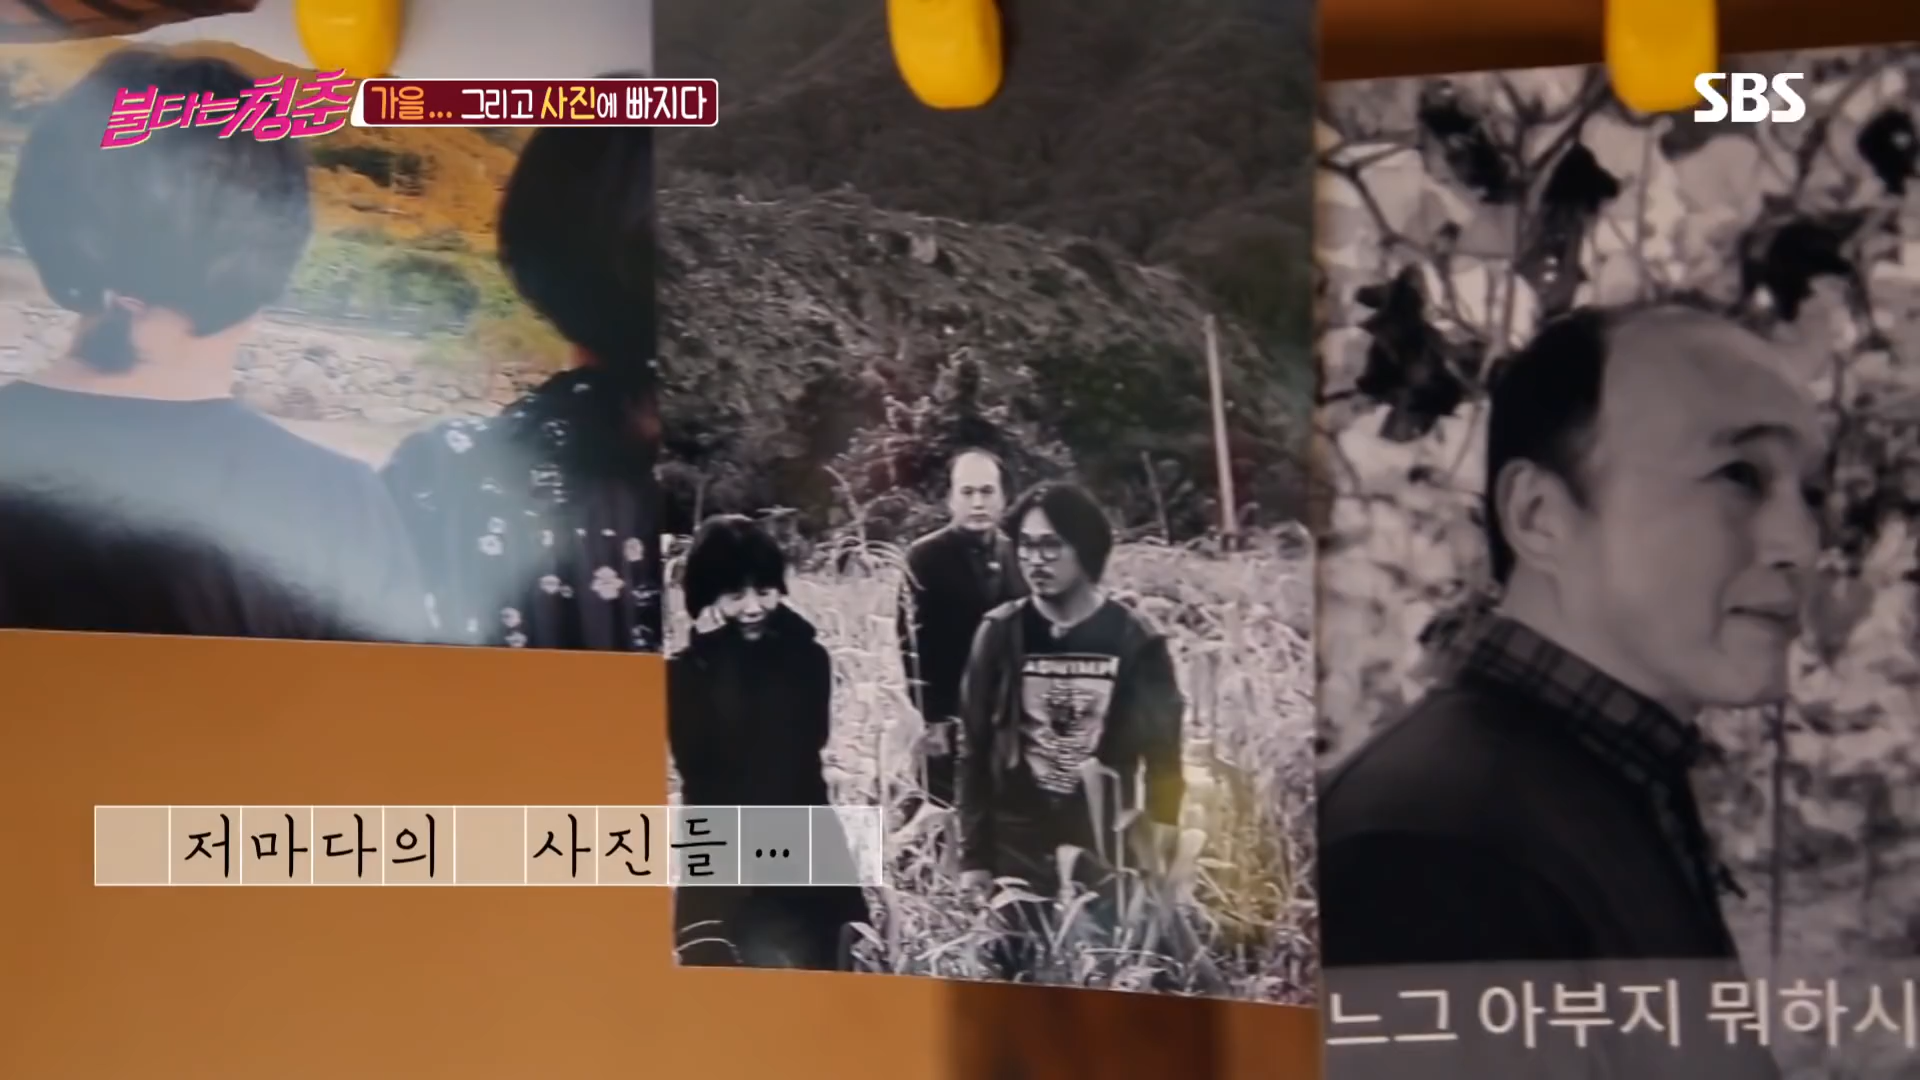 불타는 청춘
가을... 그리고 사진에 빠지다
SBS
저마다의 사진들...
느그 아부지 뭐하시